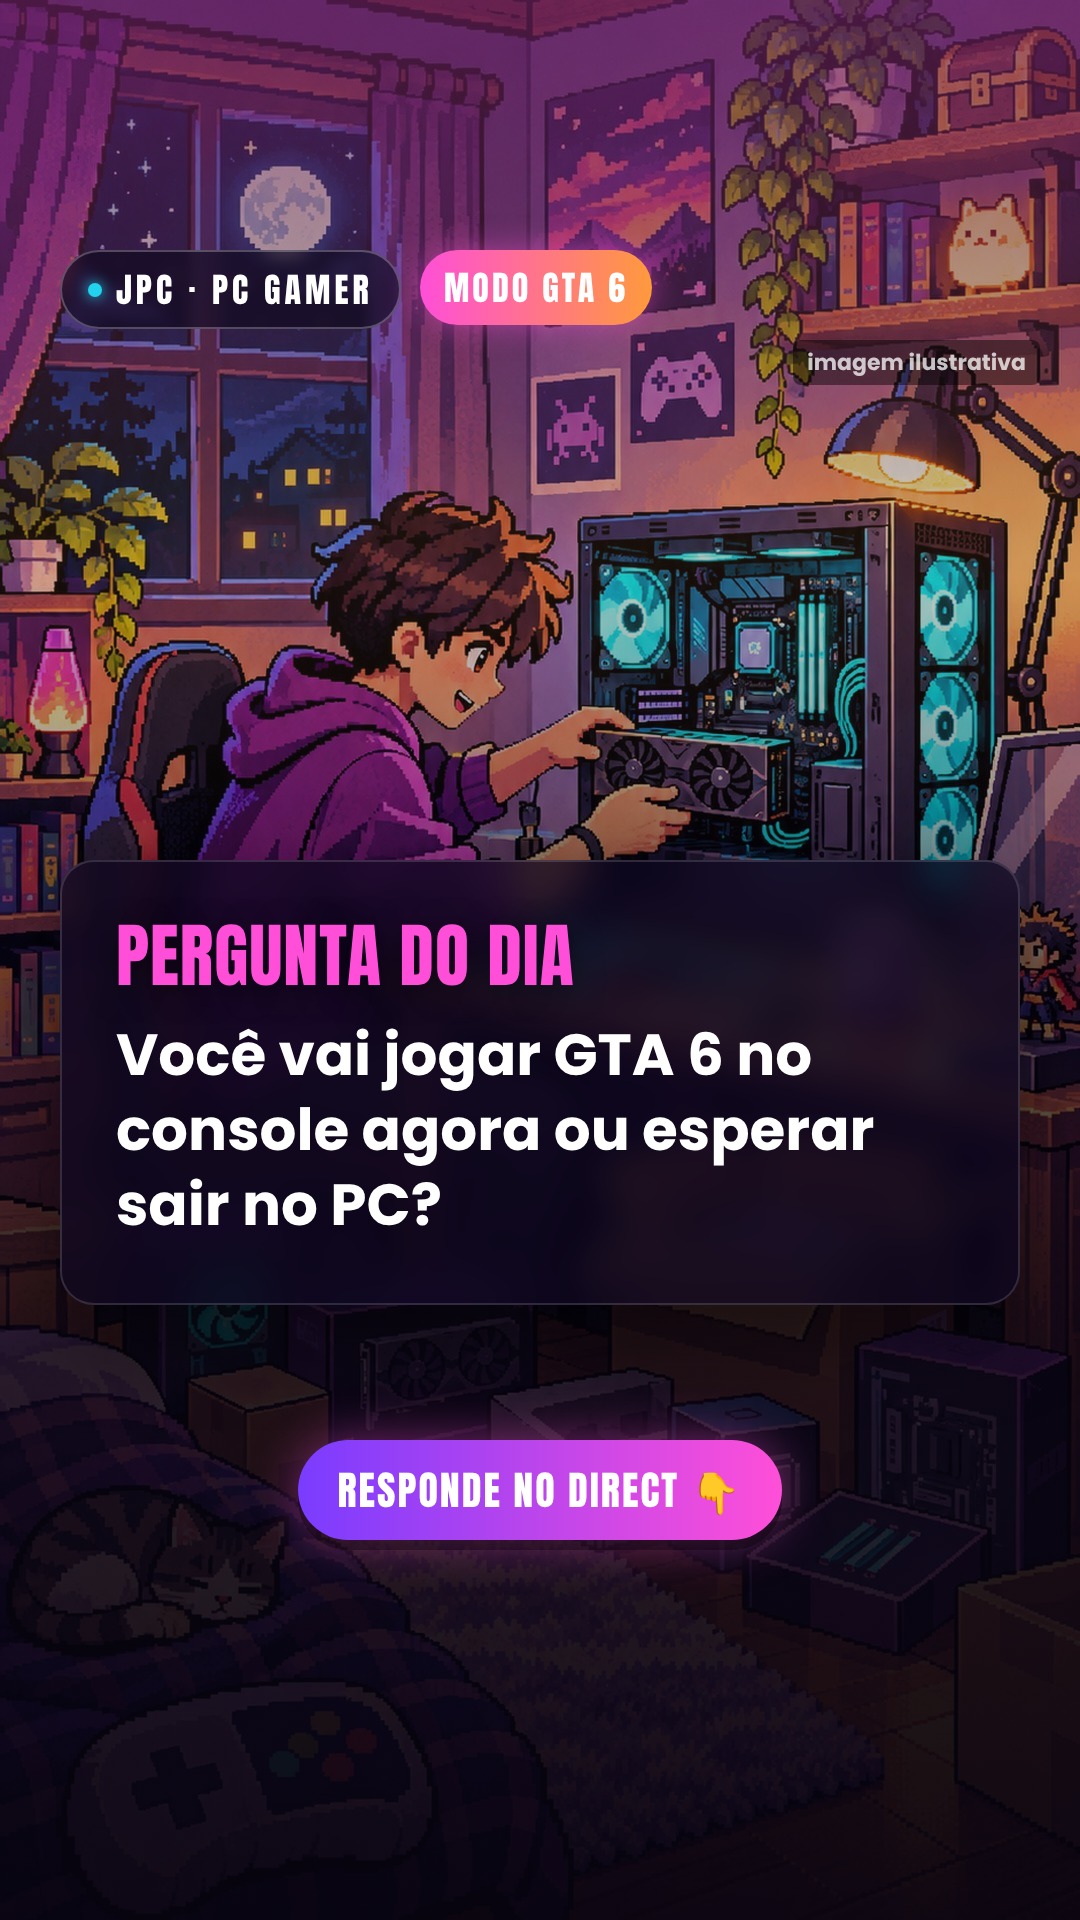 JPC · PC GAMER
MODO GTA 6
imagem ilustrativa
PERGUNTA DO DIA
Você vai jogar GTA 6 no
console agora ou esperar
sair no PC?
RESPONDE NO DIRECT 👇